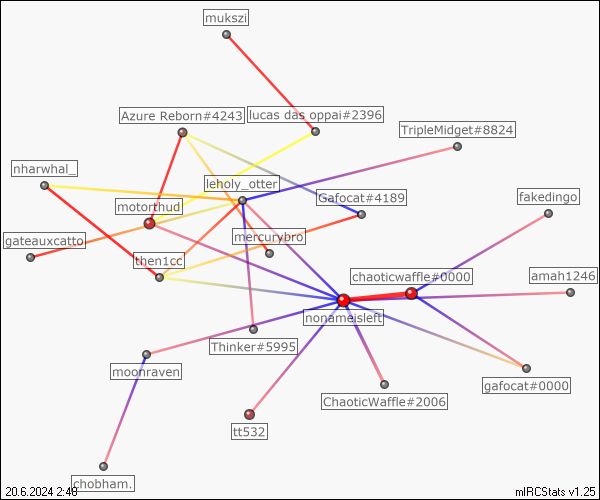 mukszi
Azure Reborn#4243
lucas das oppai#2396
TripleMidget#8824
nharwhal_
leholy_otter
Gafocat#4189
fakedingo
motorthud
gateauxcatto
mercurybro
then1cc
chaoticwaffle#0000
amah1246
nonameisleft
Thinker#5995
moonraven
gafocat#0000
ChaoticWaffle#2006
tt532
chobham.
20.6.2024 2:40
mIRCStats v1.25